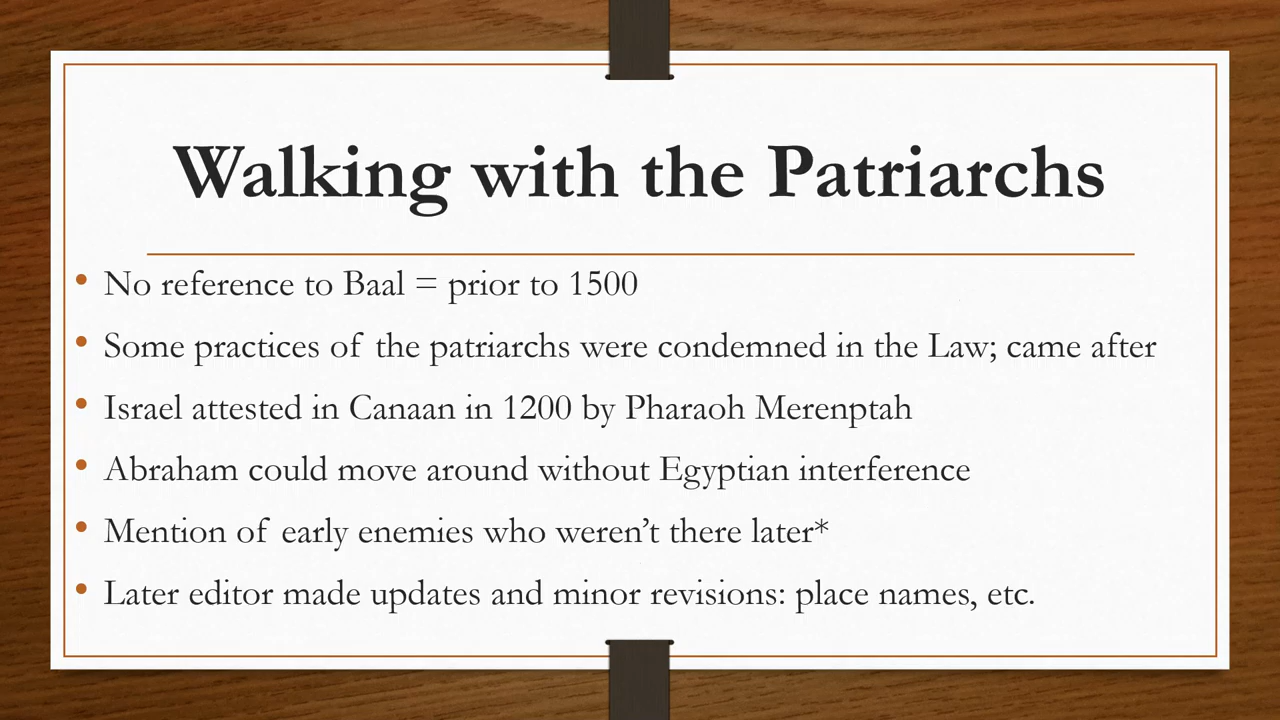 Walking with the Patriarchs
• No reference to Baal = prior to 1500
• Some practices of the patriarchs were condemned in the Law; came after
• Israel attested in Canaan in 1200 by Pharaoh Merenptah
• Abraham could move around without Egyptian interference
• Mention of early enemies who weren’t there later*
• Later editor made updates and minor revisions: place names, etc.